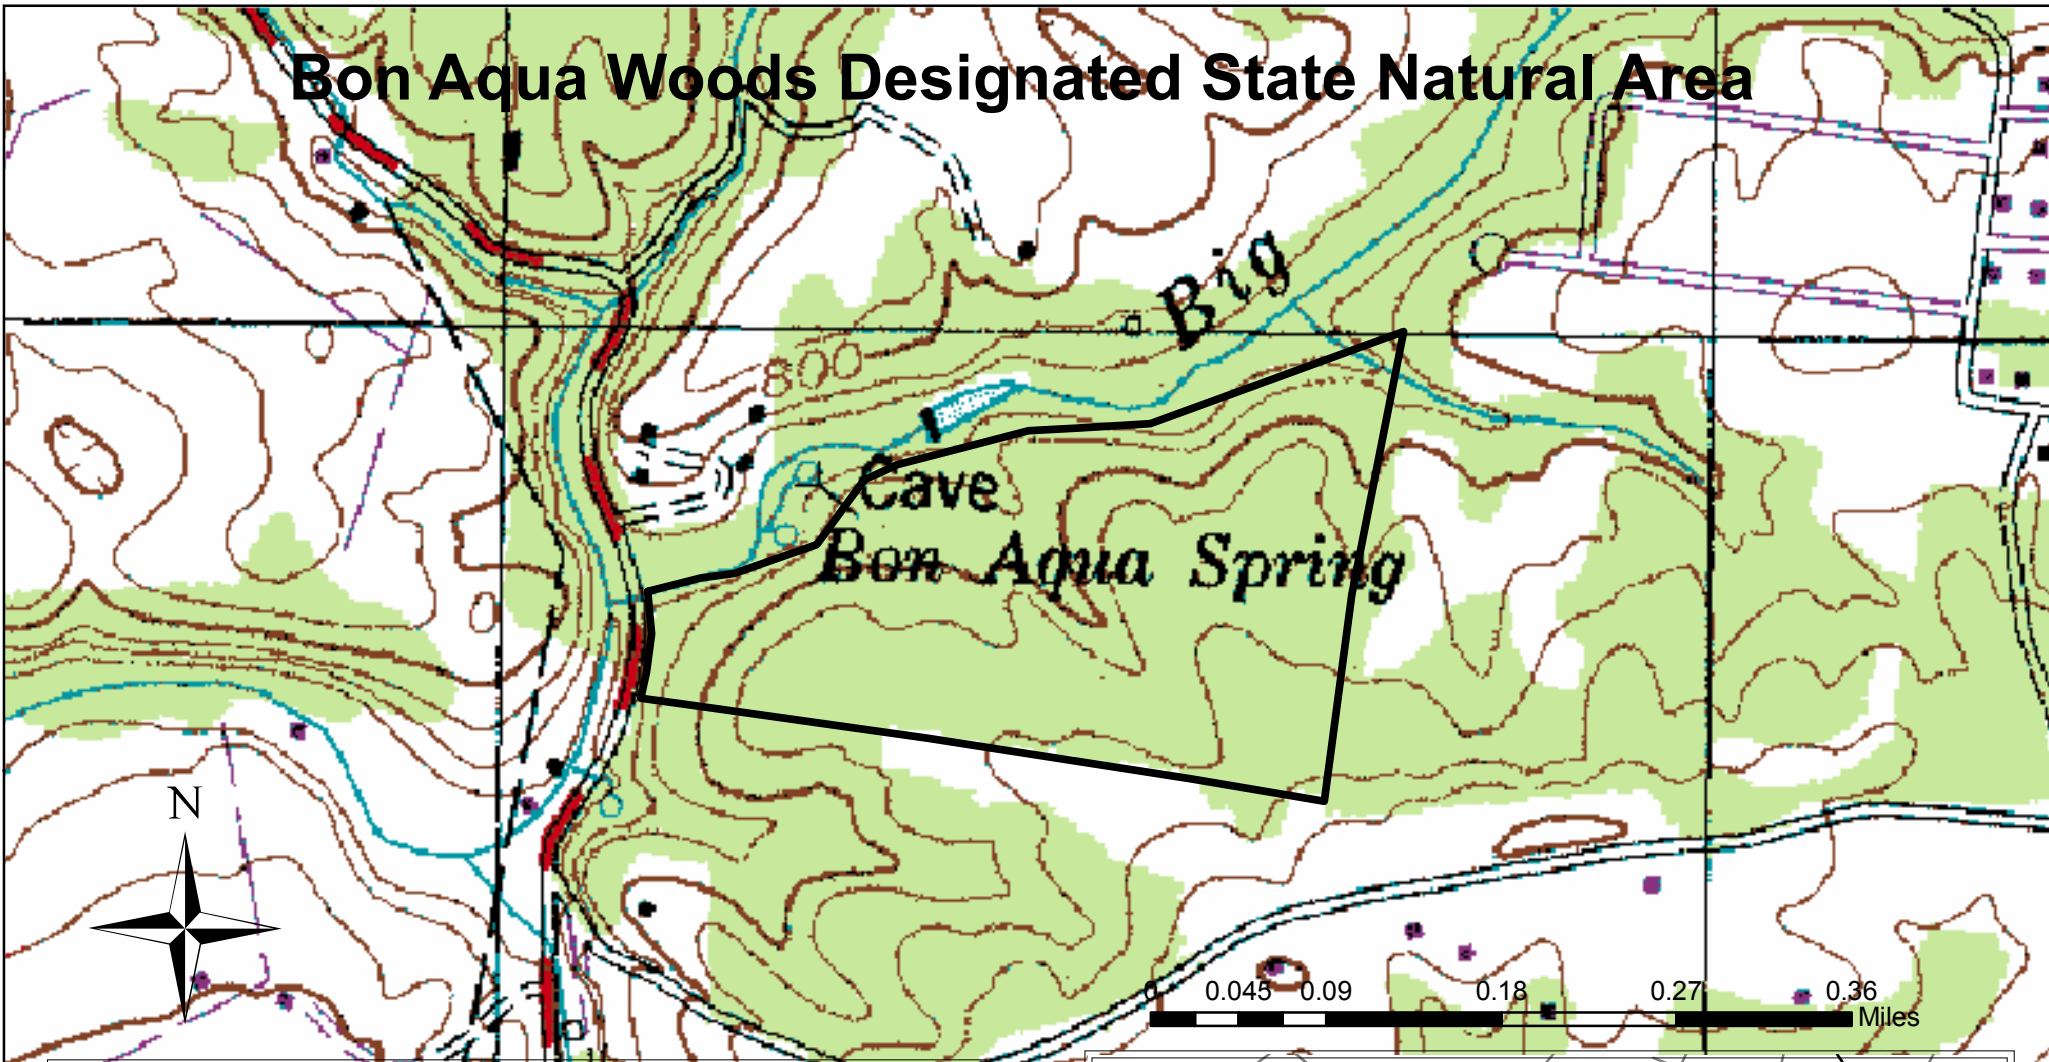 Bon Aqua Woods Designated State Natural Area
Big
Cave
Bon Aqua Spring
N
0 0.045 0.09 0.18 0.27 0.36
Miles